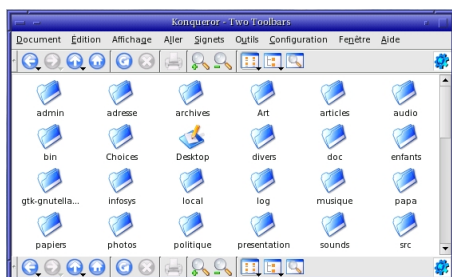 Konqueror - Two Toolbars
Document Édition Affichage Aller Signets Outils Configuration Fenêtre Aide
admin adresse archives Art articles audio
bin Choices Desktop divers doc enfants
gtk-gnutella... infosys local log musique papa
papiers photos politique presentation sounds src